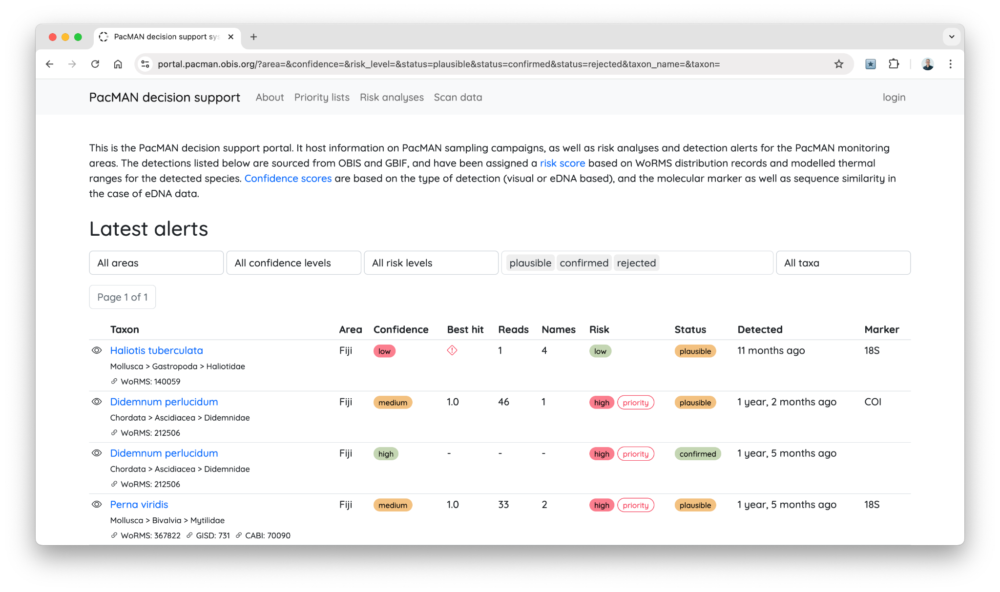 PacMAN decision support sys
portal.pacman.obis.org/?area=&confidence=&risk_level=&status=plausible&status=confirmed&status=rejected&taxon_name=&taxon=
PacMAN decision support About Priority lists Risk analyses Scan data login
This is the PacMAN decision support portal. It host information on PacMAN sampling campaigns, as well as risk analyses and detection alerts for the PacMAN monitoring
areas. The detections listed below are sourced from OBIS and GBIF, and have been assigned a risk score based on WoRMS distribution records and modelled thermal
ranges for the detected species. Confidence scores are based on the type of detection (visual or eDNA based), and the molecular marker as well as sequence similarity in
the case of eDNA data.
Latest alerts
All areas All confidence levels All risk levels plausible confirmed rejected All taxa
Page 1 of 1
Taxon Area Confidence Best hit Reads Names Risk Status Detected Marker
Haliotis tuberculata Fiji low 1 4 low plausible 11 months ago 18S
Mollusca > Gastropoda > Haliotidae
WoRMS: 140059
Didemnum perlucidum Fiji medium 1.0 46 1 high priority plausible 1 year, 2 months ago COI
Chordata > Ascidiacea > Didemnidae
WoRMS: 212506
Didemnum perlucidum Fiji high - - - high priority confirmed 1 year, 5 months ago
Chordata > Ascidiacea > Didemnidae
WoRMS: 212506
Perna viridis Fiji medium 1.0 33 2 high priority plausible 1 year, 5 months ago 18S
Mollusca > Bivalvia > Mytilidae
WoRMS: 367822 GISD: 731 CABI: 70090